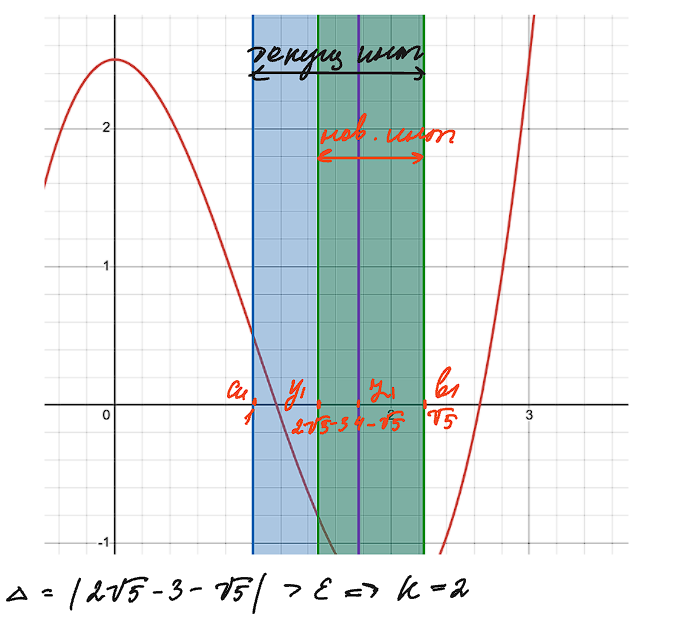 текущ инт
2
нов. инт
1
a₁ y₁ z₁ b₁
0 1 2√5-3 4-√5 2 √5 3
-1
Δ = |2√5-3-√5| > ε => k=2